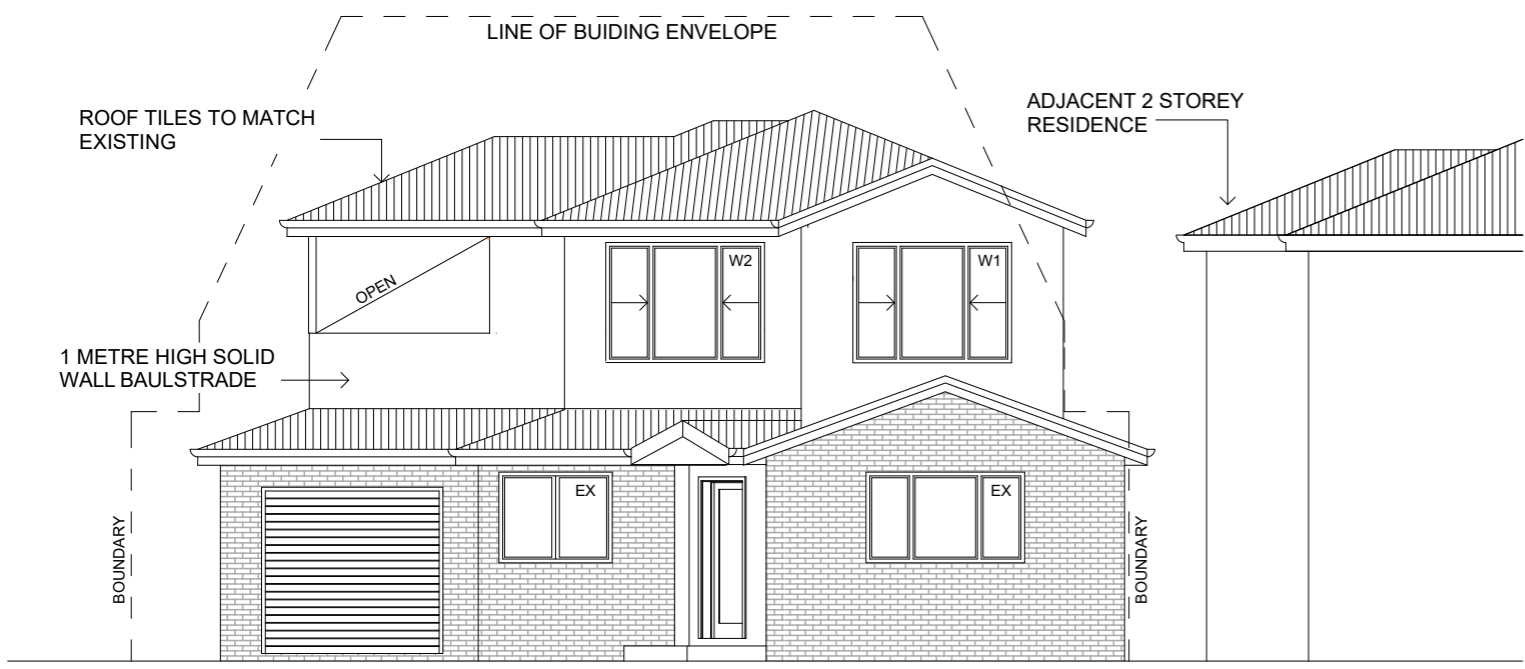 LINE OF BUIDING ENVELOPE
ROOF TILES TO MATCH
EXISTING
ADJACENT 2 STOREY
RESIDENCE
W2
W1
OPEN
1 METRE HIGH SOLID
WALL BAULSTRADE
EX
EX
BOUNDARY
BOUNDARY